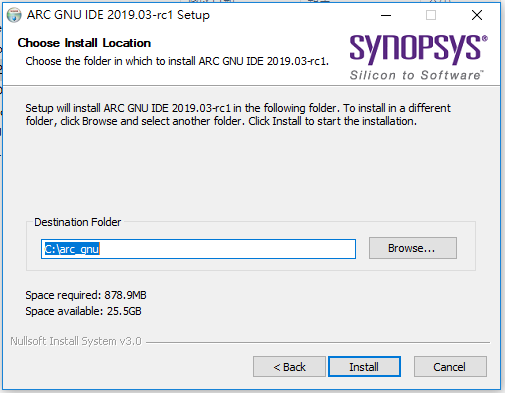 ARC GNU IDE 2019.03-rc1 Setup
Choose Install Location
Choose the folder in which to install ARC GNU IDE 2019.03-rc1.
SYNOPSYS®
Silicon to Software™
Setup will install ARC GNU IDE 2019.03-rc1 in the following folder. To install in a different
folder, click Browse and select another folder. Click Install to start the installation.
Destination Folder
C:\arc_gnu
Browse...
Space required: 878.9MB
Space available: 25.5GB
Nullsoft Install System v3.0
< Back
Install
Cancel